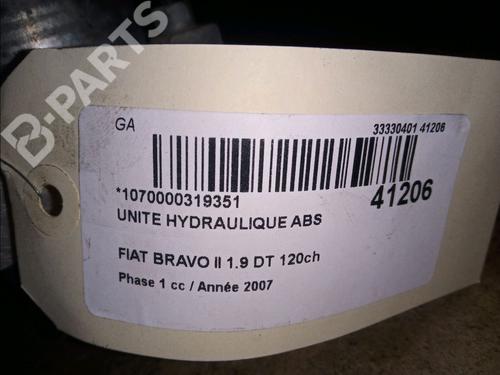 B-PARTS
GA
33330401 41206
*1070000319351
41206
UNITE HYDRAULIQUE ABS
FIAT BRAVO II 1.9 DT 120ch
Phase 1 cc / Année 2007